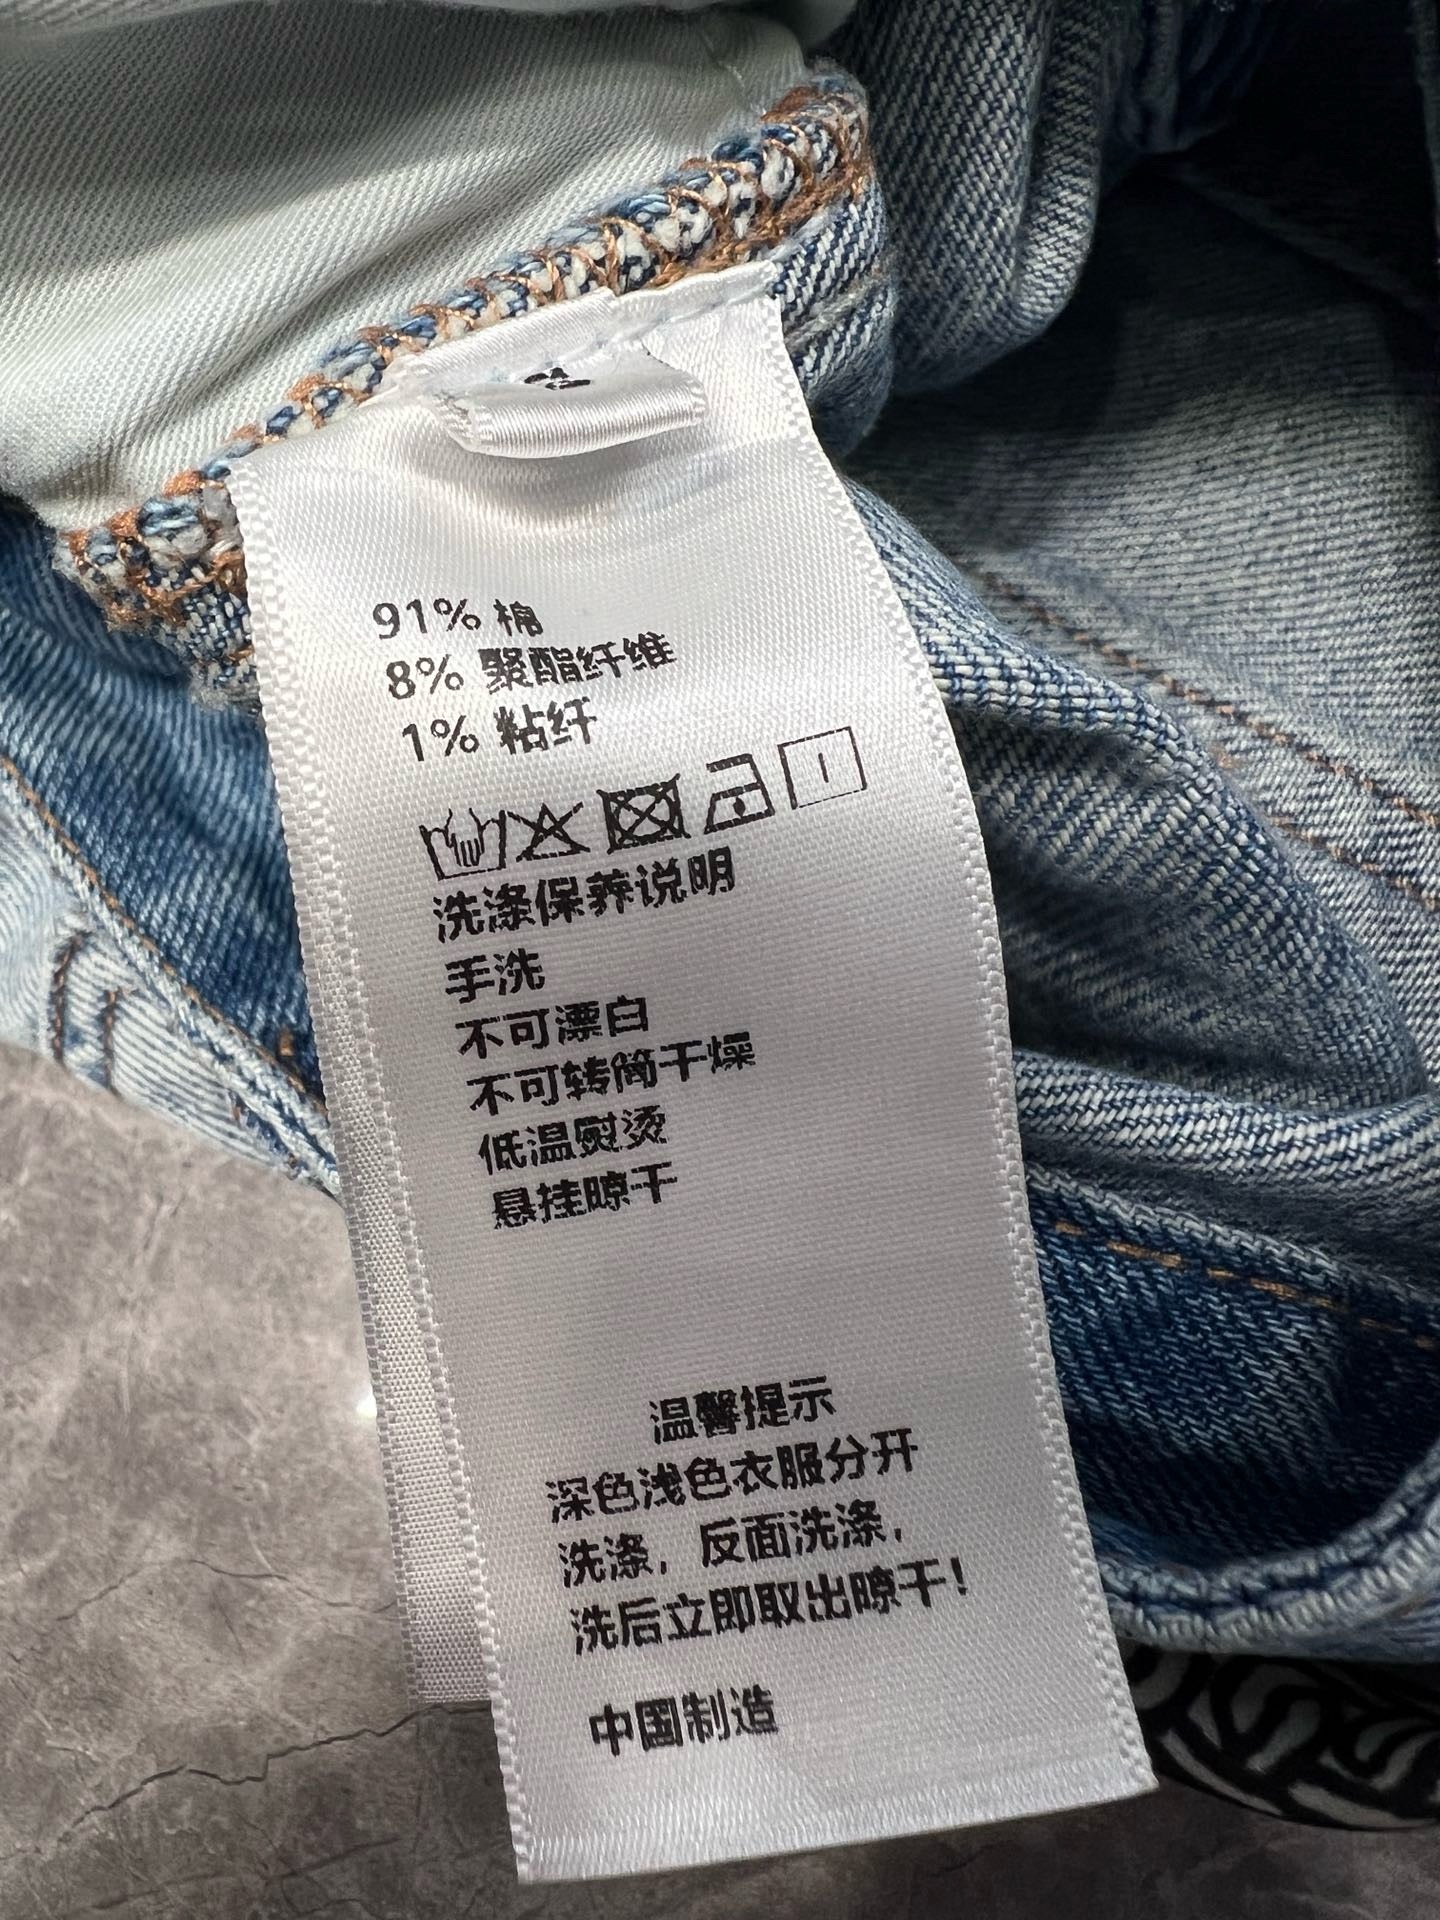 91% 棉
8% 聚酯纤维
1% 粘纤
洗涤保养说明
手洗
不可漂白
不可转筒干燥
低温熨烫
悬挂晾干
温馨提示
深色浅色衣服分开
洗涤，反面洗涤，
洗后立即取出晾干！
中国制造